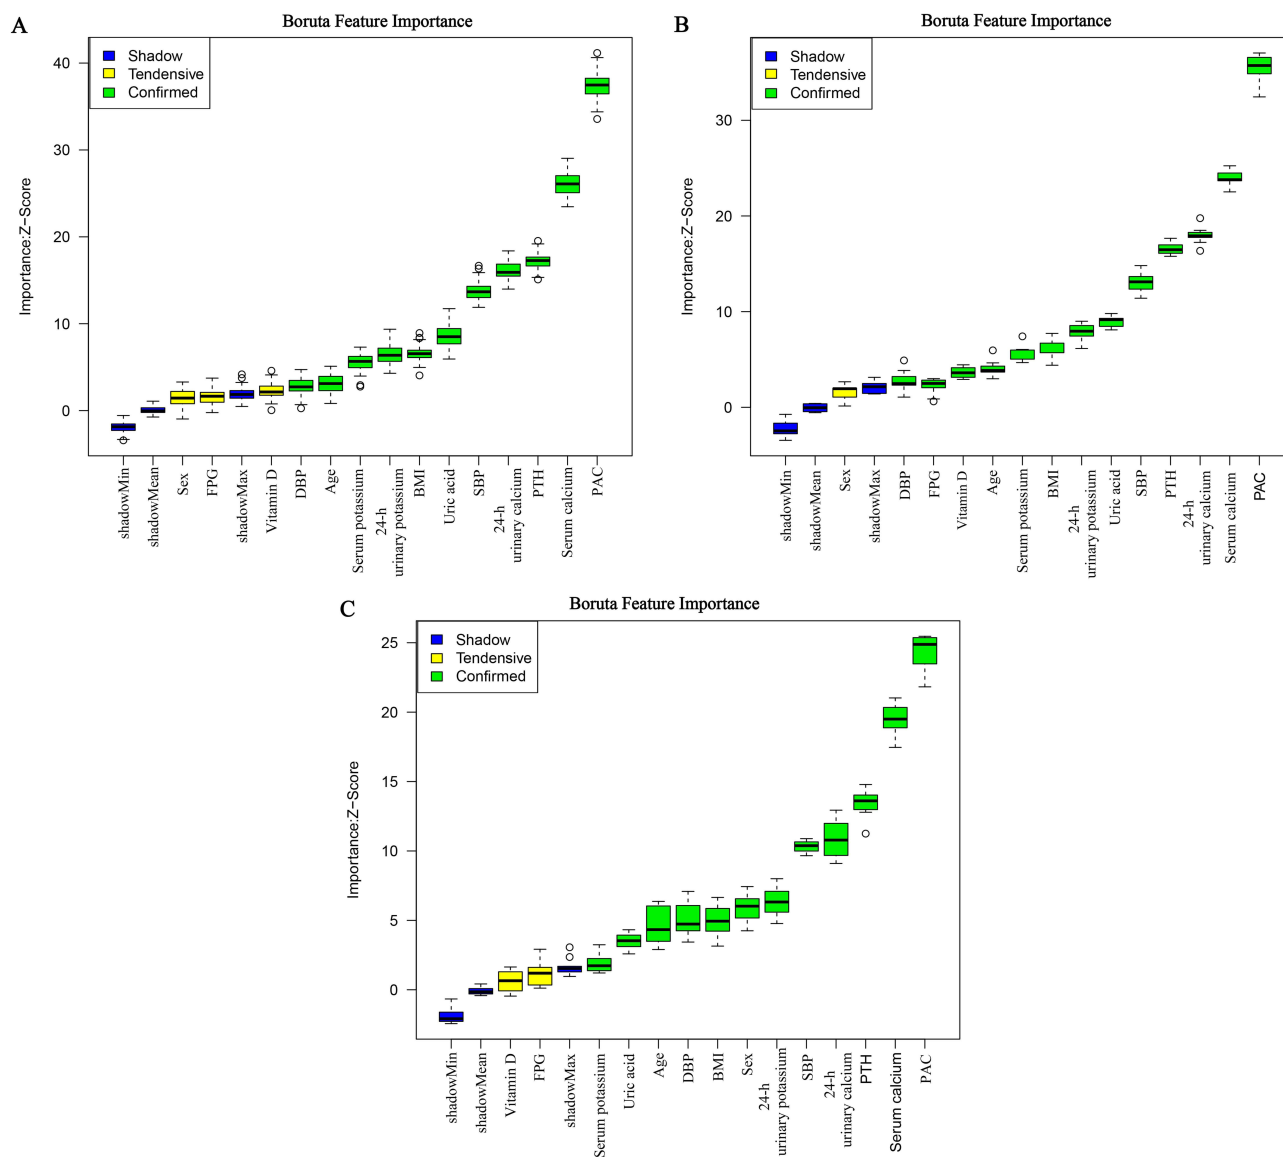 A
Boruta Feature Importance
Shadow
Tendensive
Confirmed
Importance:Z−Score
40
30
20
10
0
shadowMin
shadowMean
Sex
FPG
shadowMax
Vitamin D
DBP
Age
Serum potassium
24-h
urinary potassium
BMI
Uric acid
SBP
24-h
urinary calcium
PTH
Serum calcium
PAC
B
Boruta Feature Importance
Shadow
Tendensive
Confirmed
Importance:Z−Score
30
20
10
0
shadowMin
shadowMean
Sex
shadowMax
DBP
FPG
Vitamin D
Age
Serum potassium
BMI
24-h
urinary potassium
Uric acid
SBP
PTH
24-h
urinary calcium
Serum calcium
PAC
C
Boruta Feature Importance
Shadow
Tendensive
Confirmed
Importance:Z−Score
25
20
15
10
5
0
shadowMin
shadowMean
Vitamin D
FPG
shadowMax
Serum potassium
Uric acid
Age
DBP
BMI
Sex
24-h
urinary potassium
SBP
24-h
urinary calcium
PTH
Serum calcium
PAC